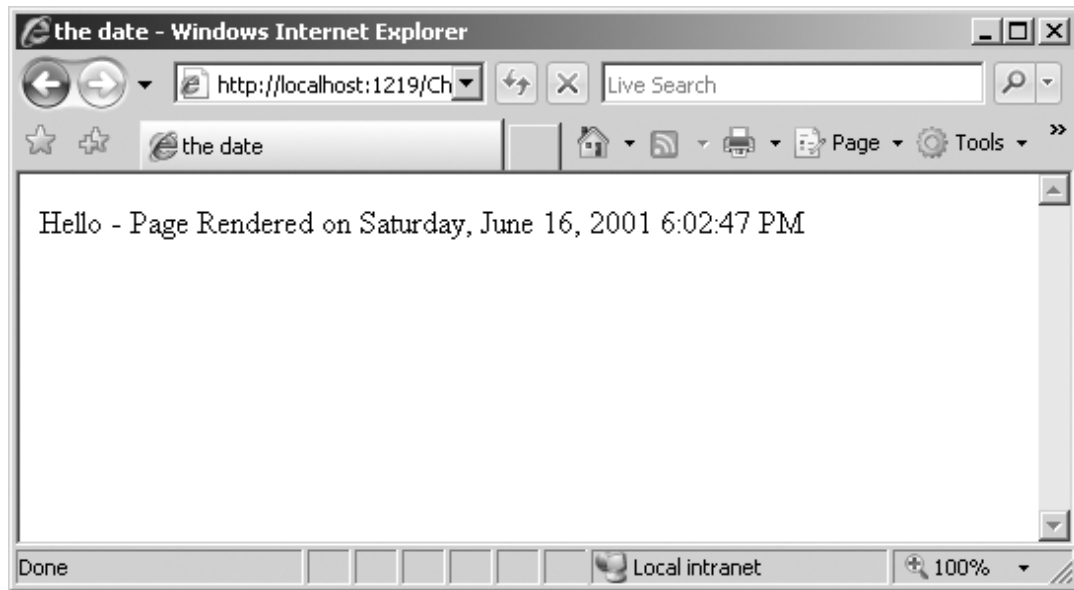 the date - Windows Internet Explorer
http://localhost:1219/Ch
Live Search
the date
Page
Tools
Hello - Page Rendered on Saturday, June 16, 2001 6:02:47 PM
Done
Local intranet
100%